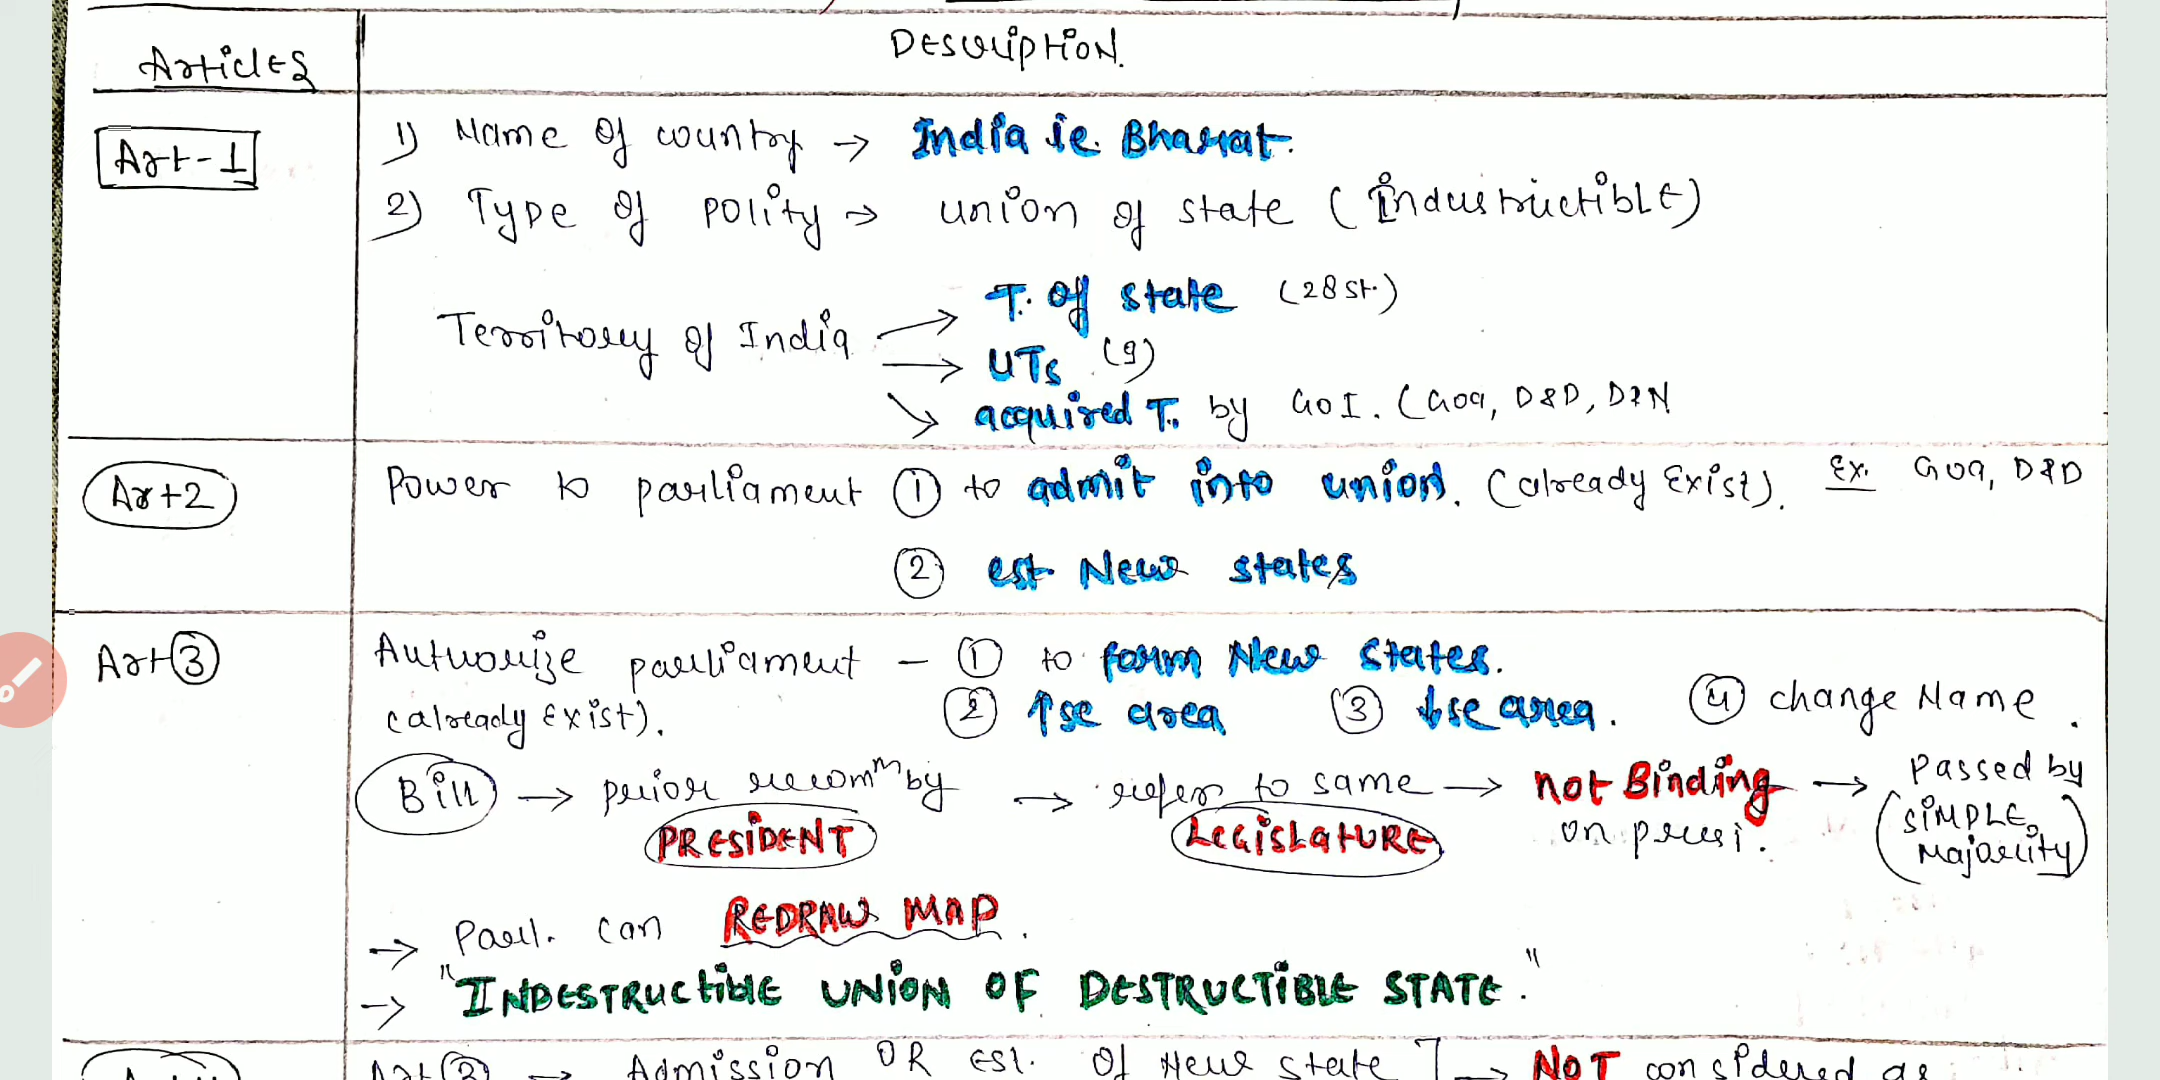 Articles
Description.
Art-1
1) Name of country → India ie. Bharat.
2) Type of polity → union of state (industructible)
Territory of India → T. of state (28 st.)
→ UTs (9)
→ acquired T. by GoI. (Goa, D&D, D&N
Art 2
Power to parliament ① to admit into union. (already Exist). Ex. Goa, D&D
② est New states
Art ③
Authorize parliament - ① to form New States.
(already Exist). ② ↑se area ③ ↓se area. ④ change Name.
Bill → prior recomm by → refer to same → not Binding → Passed by
PRESIDENT LEGISLATURE on presi. (SIMPLE
Majority)
→ Parl. can REDRAW MAP.
→ "INDESTRUCTIBLE UNION OF DESTRUCTIBLE STATE."
Art (2) → Admission OR Est. of New state ] → NOT considered as